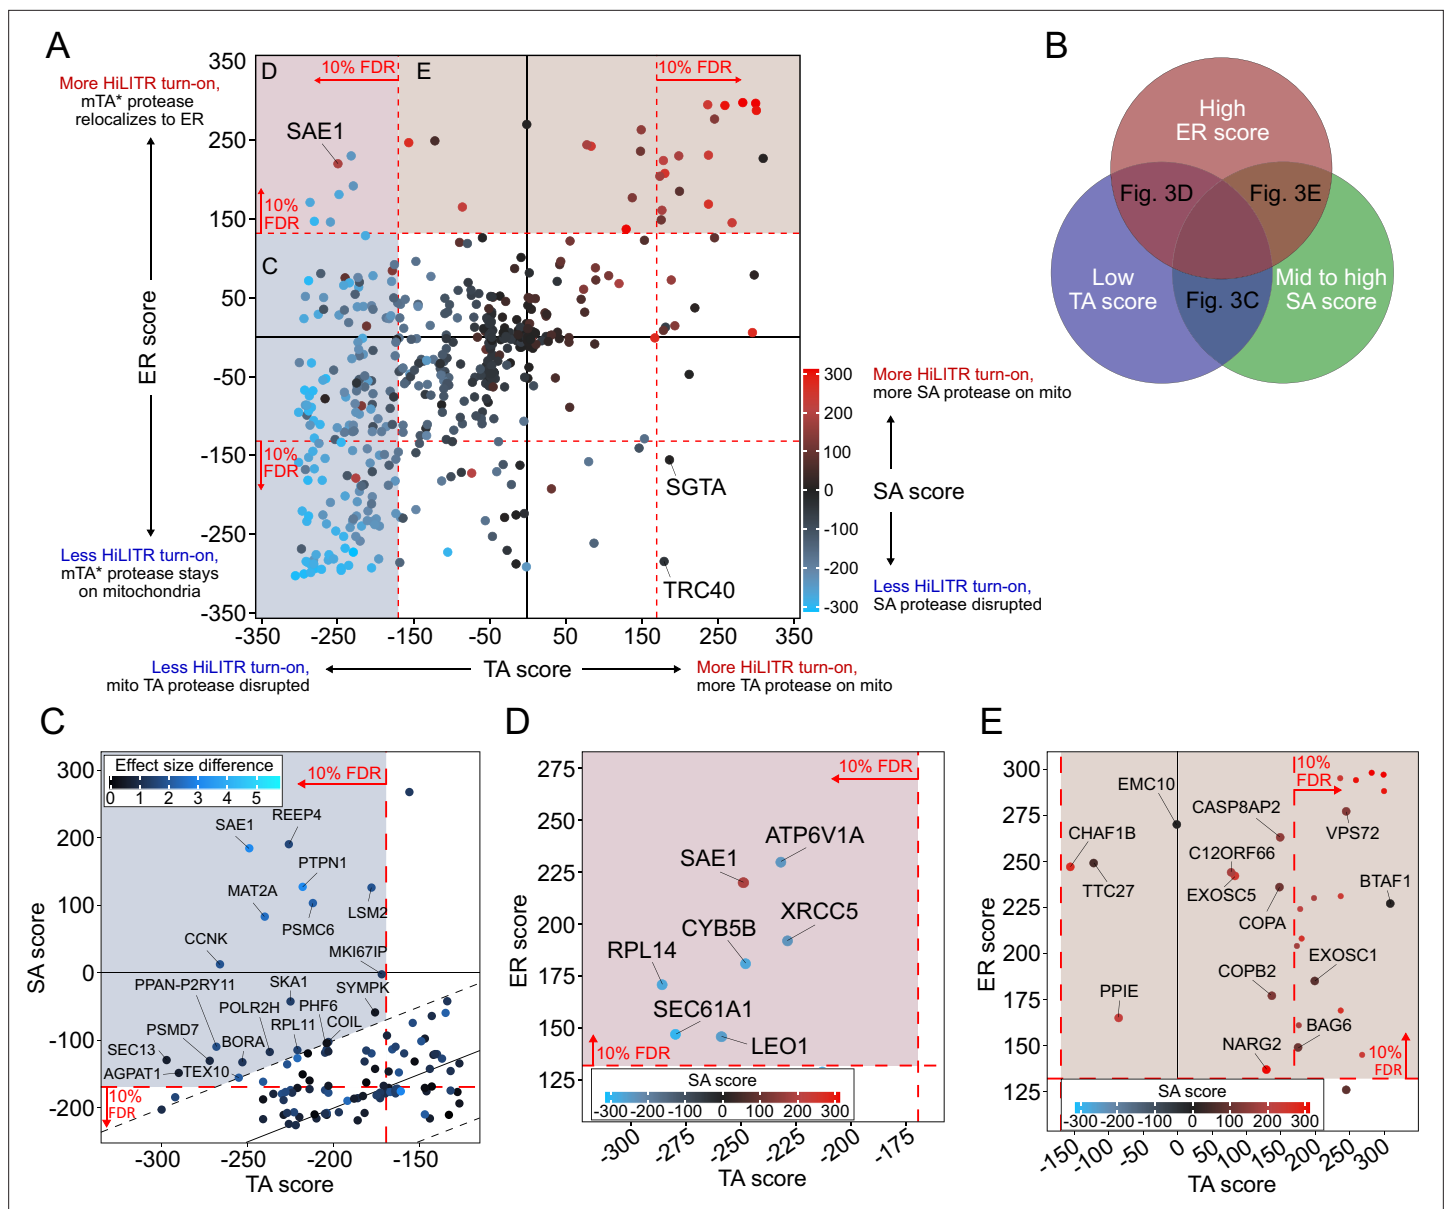 A
350
250
150
50
-50
-150
-250
-350
More HiLITR turn-on,
mTA* protease
relocalizes to ER
ER score
Less HiLITR turn-on,
mTA* protease stays
on mitochondria
D
10% FDR
E
10% FDR
SAE1
10%
FDR
C
10%
FDR
SGTA
TRC40
-350
-250
-150
-50
50
150
250
350
Less HiLITR turn-on,
mito TA protease disrupted
TA score
More HiLITR turn-on,
more TA protease on mito
300
200
100
0
-100
-200
-300
More HiLITR turn-on,
more SA protease on mito
SA score
Less HiLITR turn-on,
SA protease disrupted
B
High
ER score
Fig. 3D
Fig. 3E
Low
TA score
Mid to high
SA score
Fig. 3C
C
Effect size difference
0 1 2 3 4 5
10% FDR
300
200
100
0
-100
-200
SA score
SAE1
REEP4
PTPN1
MAT2A
PSMC6
LSM2
CCNK
MKI67IP
PPAN-P2RY11
SKA1
SYMPK
POLR2H
PHF6
PSMD7
RPL11
COIL
SEC13
BORA
AGPAT1
TEX10
10%
FDR
-300
-250
-200
-150
TA score
D
10% FDR
275
250
225
200
175
150
125
ER score
ATP6V1A
SAE1
XRCC5
CYB5B
RPL14
SEC61A1
LEO1
10% FDR
SA score
-300 -200 -100 0 100 200 300
-300
-275
-250
-225
-200
-175
TA score
E
300
275
250
225
200
175
150
125
ER score
10%
FDR
EMC10
CASP8AP2
VPS72
CHAF1B
C12ORF66
TTC27
EXOSC5
BTAF1
COPA
EXOSC1
COPB2
PPIE
BAG6
NARG2
10%
FDR
SA score
-300 -200 -100 0 100 200 300
-150
-100
-50
0
50
100
150
200
250
300
TA score